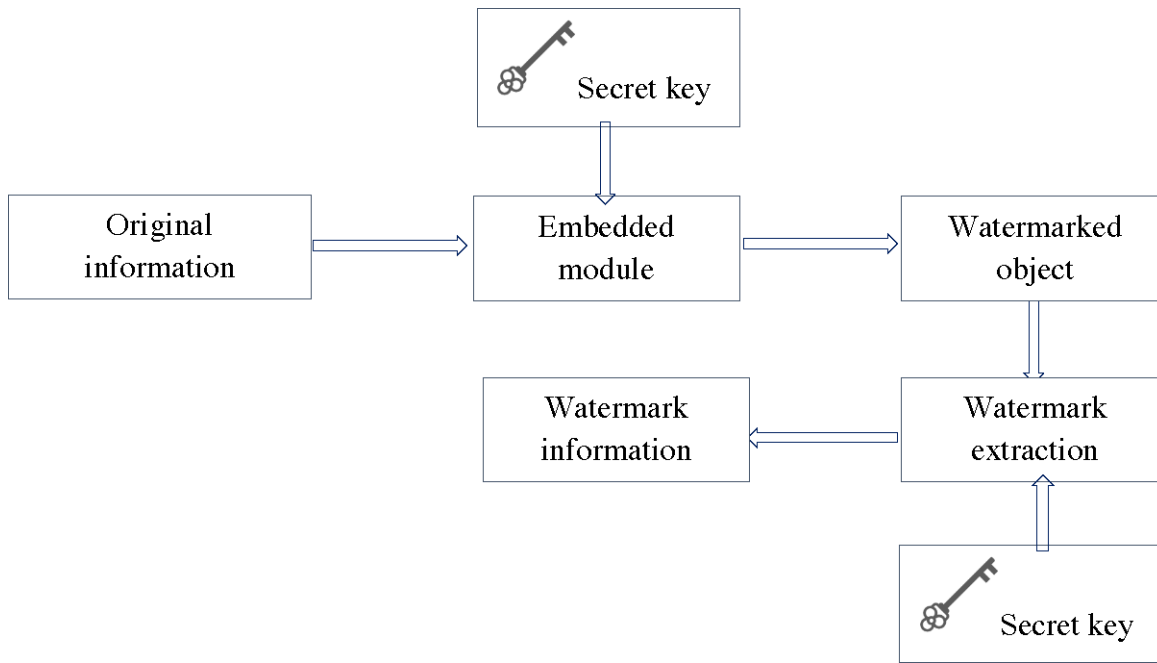 Secret key
Original
information
Embedded
module
Watermarked
object
Watermark
information
Watermark
extraction
Secret key